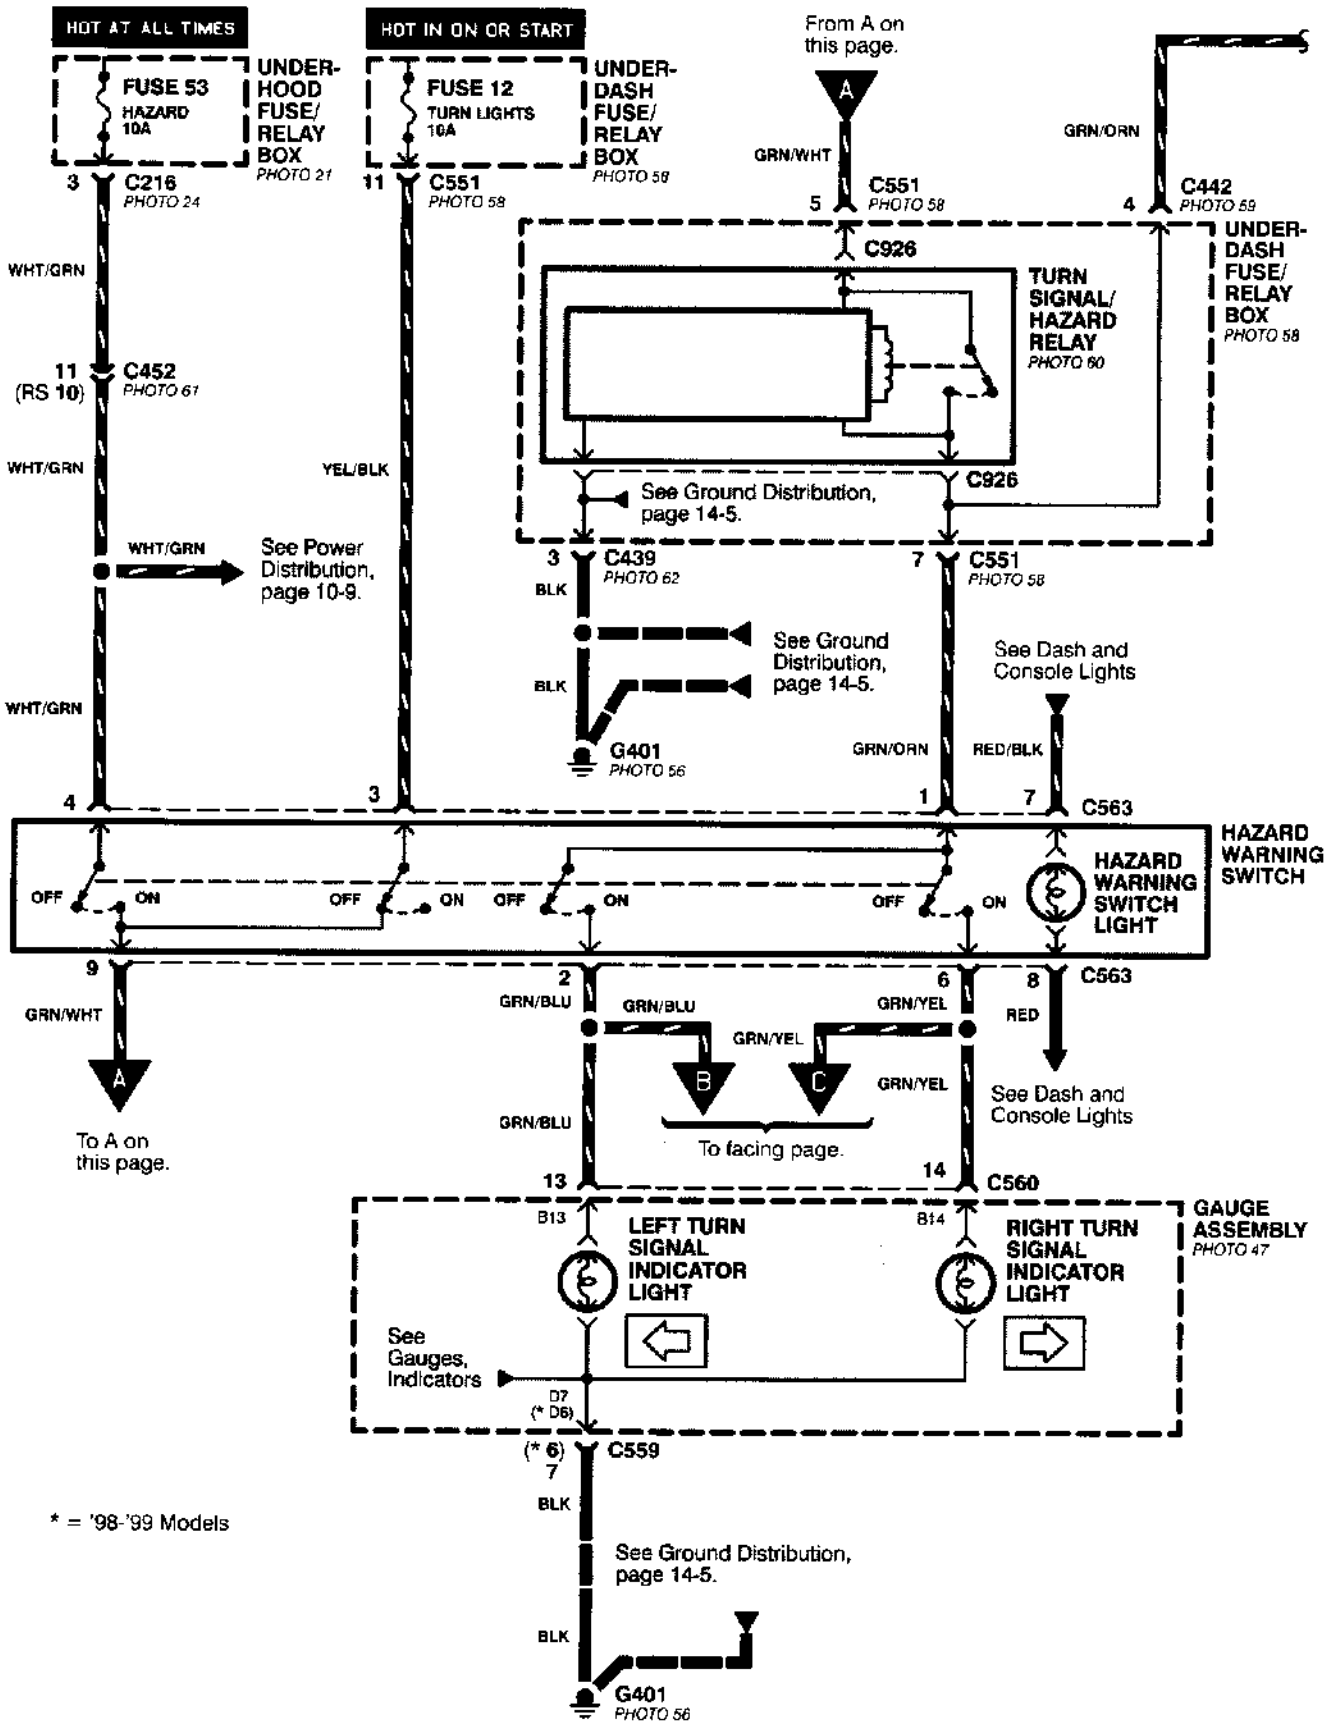 HOT AT ALL TIMES
HOT IN ON OR START
From A on
this page.
A
FUSE 53
HAZARD
10A
UNDER-
HOOD
FUSE/
RELAY
BOX
PHOTO 21
FUSE 12
TURN LIGHTS
10A
UNDER-
DASH
FUSE/
RELAY
BOX
PHOTO 58
GRN/WHT
GRN/ORN
3
C216
PHOTO 24
11
C551
PHOTO 58
5
C551
PHOTO 58
4
C442
PHOTO 59
WHT/GRN
C926
UNDER-
DASH
FUSE/
RELAY
BOX
PHOTO 58
TURN
SIGNAL/
HAZARD
RELAY
PHOTO 60
11
(RS 10)
C452
PHOTO 61
WHT/GRN
YEL/BLK
C926
See Ground Distribution,
page 14-5.
WHT/GRN
See Power
Distribution,
page 10-9.
3
C439
PHOTO 62
7
C551
PHOTO 58
BLK
See Ground
Distribution,
page 14-5.
See Dash and
Console Lights
BLK
WHT/GRN
G401
PHOTO 56
GRN/ORN
RED/BLK
4
3
1
7
C563
HAZARD
WARNING
SWITCH
HAZARD
WARNING
SWITCH
LIGHT
OFF
ON
OFF
ON
OFF
ON
OFF
ON
9
2
6
8
C563
GRN/WHT
GRN/BLU
GRN/BLU
GRN/YEL
GRN/YEL
RED
A
B
C
GRN/YEL
See Dash and
Console Lights
GRN/BLU
To A on
this page.
To facing page.
13
14
C560
B13
B14
LEFT TURN
SIGNAL
INDICATOR
LIGHT
RIGHT TURN
SIGNAL
INDICATOR
LIGHT
GAUGE
ASSEMBLY
PHOTO 47
See
Gauges,
Indicators
D7
(* D6)
(* 6)
7
C559
BLK
* = '98-'99 Models
See Ground Distribution,
page 14-5.
BLK
G401
PHOTO 56